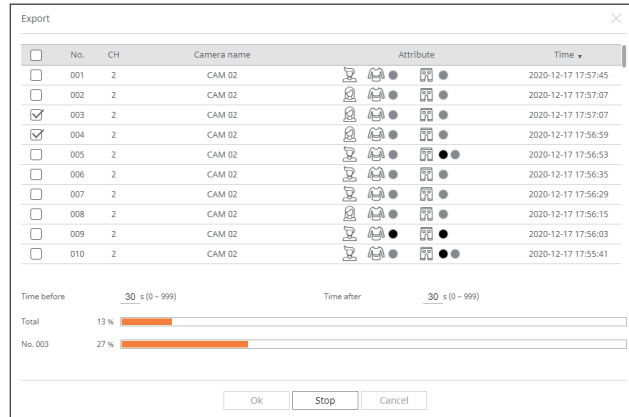 Export
No. CH Camera name Attribute Time
001 2 CAM 02 2020-12-17 17:57:45
002 2 CAM 02 2020-12-17 17:57:07
003 2 CAM 02 2020-12-17 17:57:07
004 2 CAM 02 2020-12-17 17:56:59
005 2 CAM 02 2020-12-17 17:56:53
006 2 CAM 02 2020-12-17 17:56:35
007 2 CAM 02 2020-12-17 17:56:29
008 2 CAM 02 2020-12-17 17:56:15
009 2 CAM 02 2020-12-17 17:56:03
010 2 CAM 02 2020-12-17 17:55:41
Time before 30 s (0 ~ 999) Time after 30 s (0 ~ 999)
Total 13 %
No. 003 27 %
Ok Stop Cancel